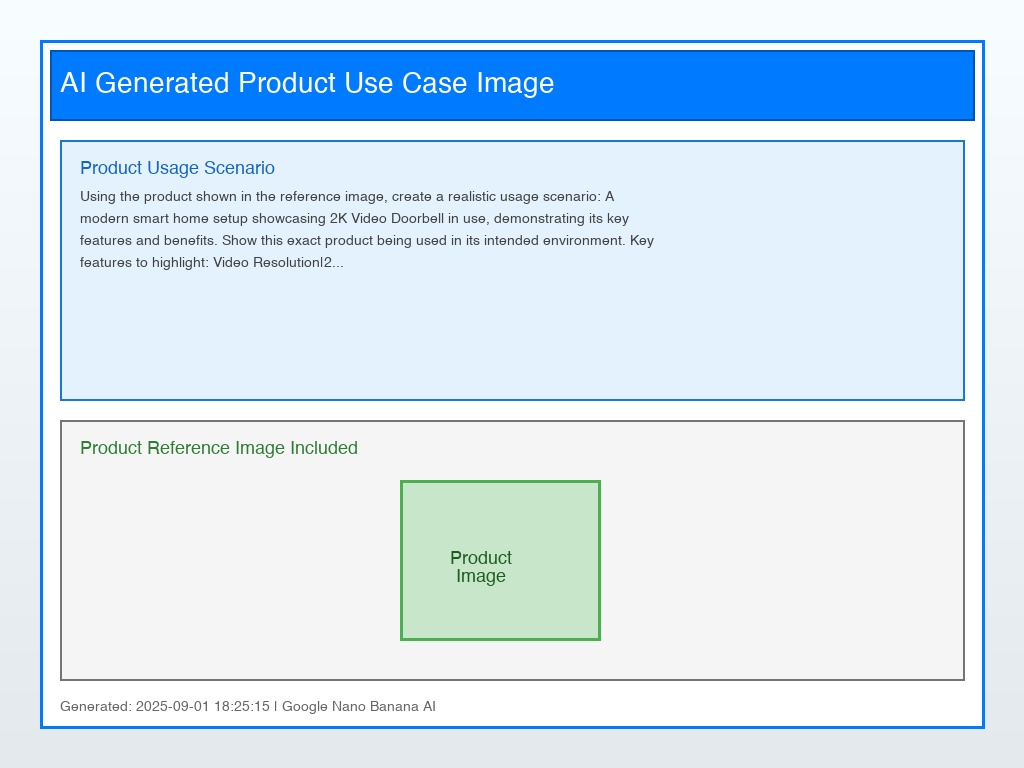 AI Generated Product Use Case Image
Product Usage Scenario
Using the product shown in the reference image, create a realistic usage scenario: A
modern smart home setup showcasing 2K Video Doorbell in use, demonstrating its key
features and benefits. Show this exact product being used in its intended environment. Key
features to highlight: Video Resolution|2...
Product Reference Image Included
Product
Image
Generated: 2025-09-01 18:25:15 | Google Nano Banana AI